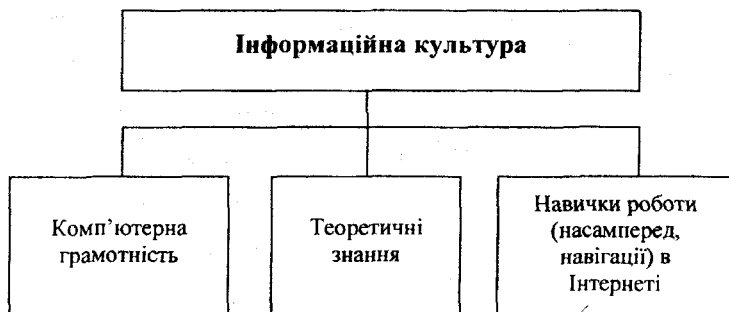 Інформаційна культура
Комп’ютерна
грамотність
Теоретичні
знання
Навички роботи
(насамперед,
навігації) в
Інтернеті